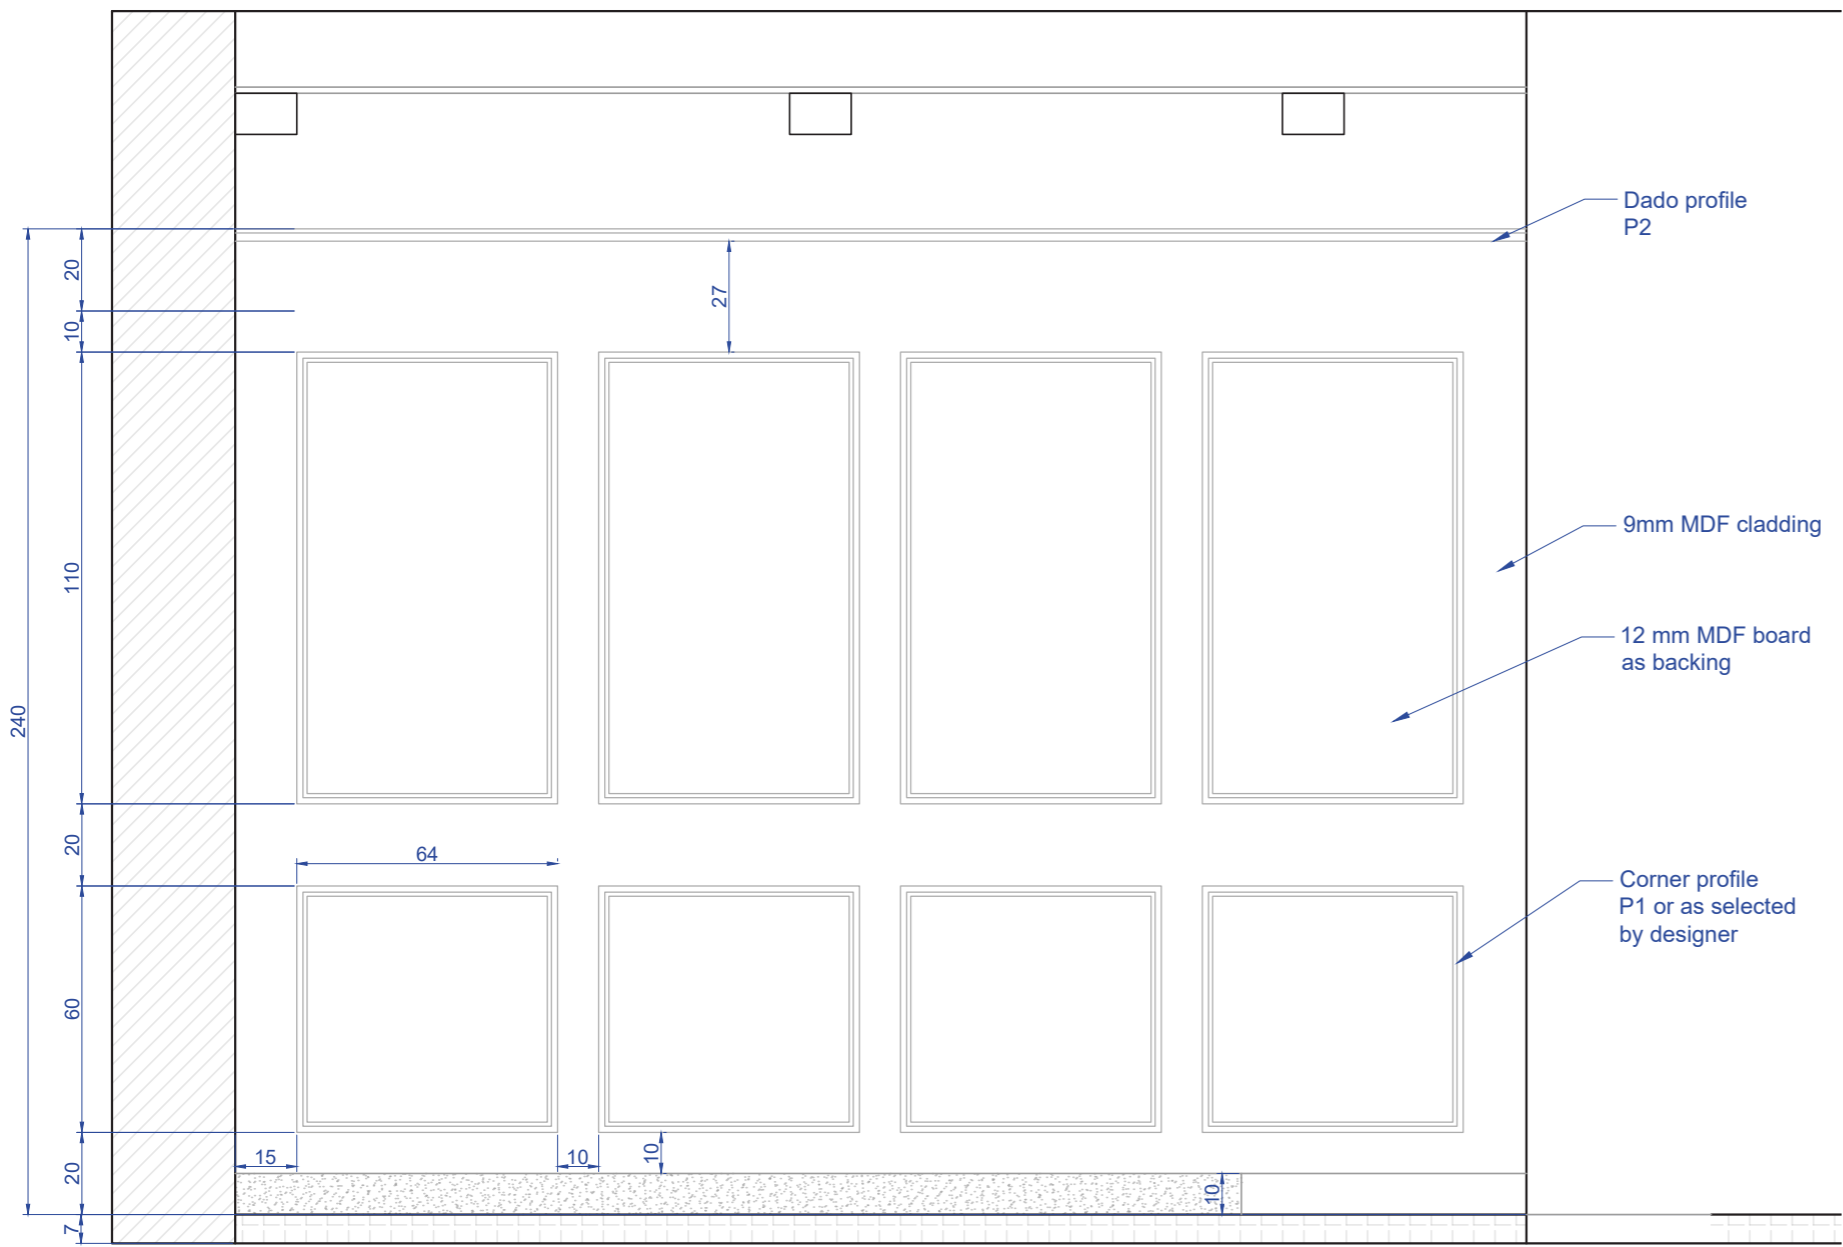 Dado profile
P2
20
27
10
9mm MDF cladding
110
12 mm MDF board
as backing
240
20
64
Corner profile
P1 or as selected
by designer
60
15
10
10
20
10
7